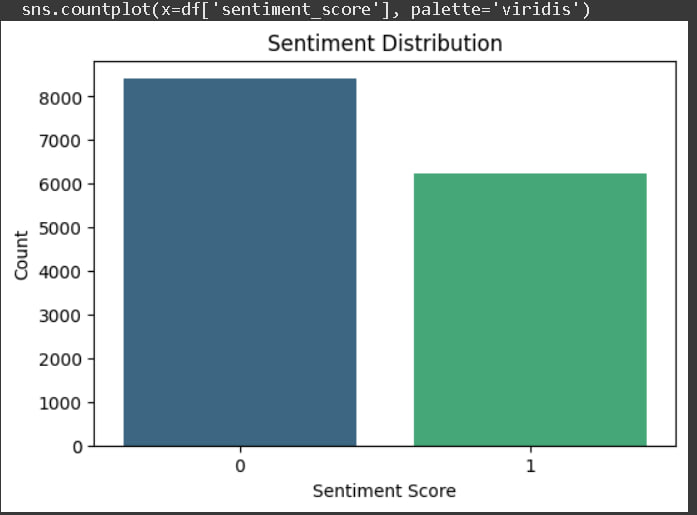 sns.countplot(x=df['sentiment_score'], palette='viridis')
Sentiment Distribution
8000
7000
6000
5000
4000
3000
2000
1000
0
Count
0 1
Sentiment Score